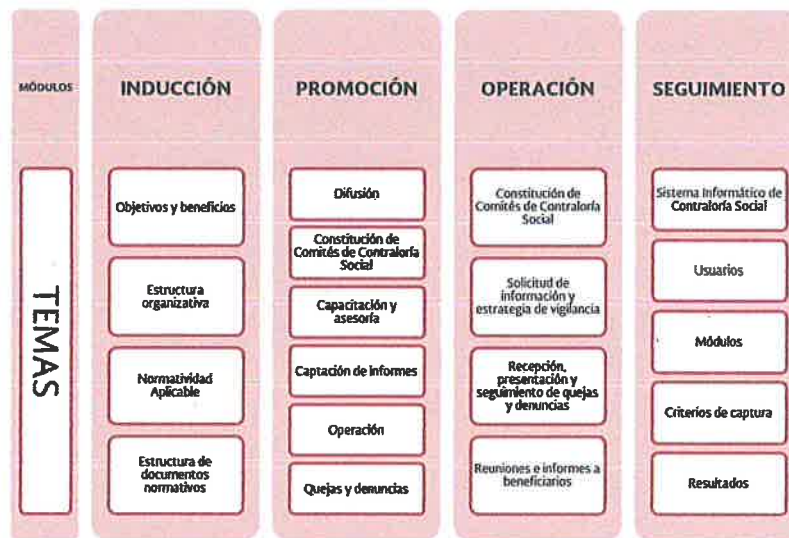 MÓDULOS
INDUCCIÓN
PROMOCIÓN
OPERACIÓN
SEGUIMIENTO
TEMAS
Objetivos y beneficios
Estructura
organizativa
Normatividad
Aplicable
Estructura de
documentos
normativos
Difusión
Constitución de
Comités de Contraloría
Social
Capacitación y
asesoría
Captación de informes
Operación
Quejas y denuncias
Constitución de
Comités de Contraloría
Social
Solicitud de
información y
estrategia de vigilancia
Recepción,
presentación y
seguimiento de quejas
y denuncias
Reuniones e informes a
beneficiarios
Sistema Informático de
Contraloría Social
Usuarios
Módulos
Criterios de captura
Resultados